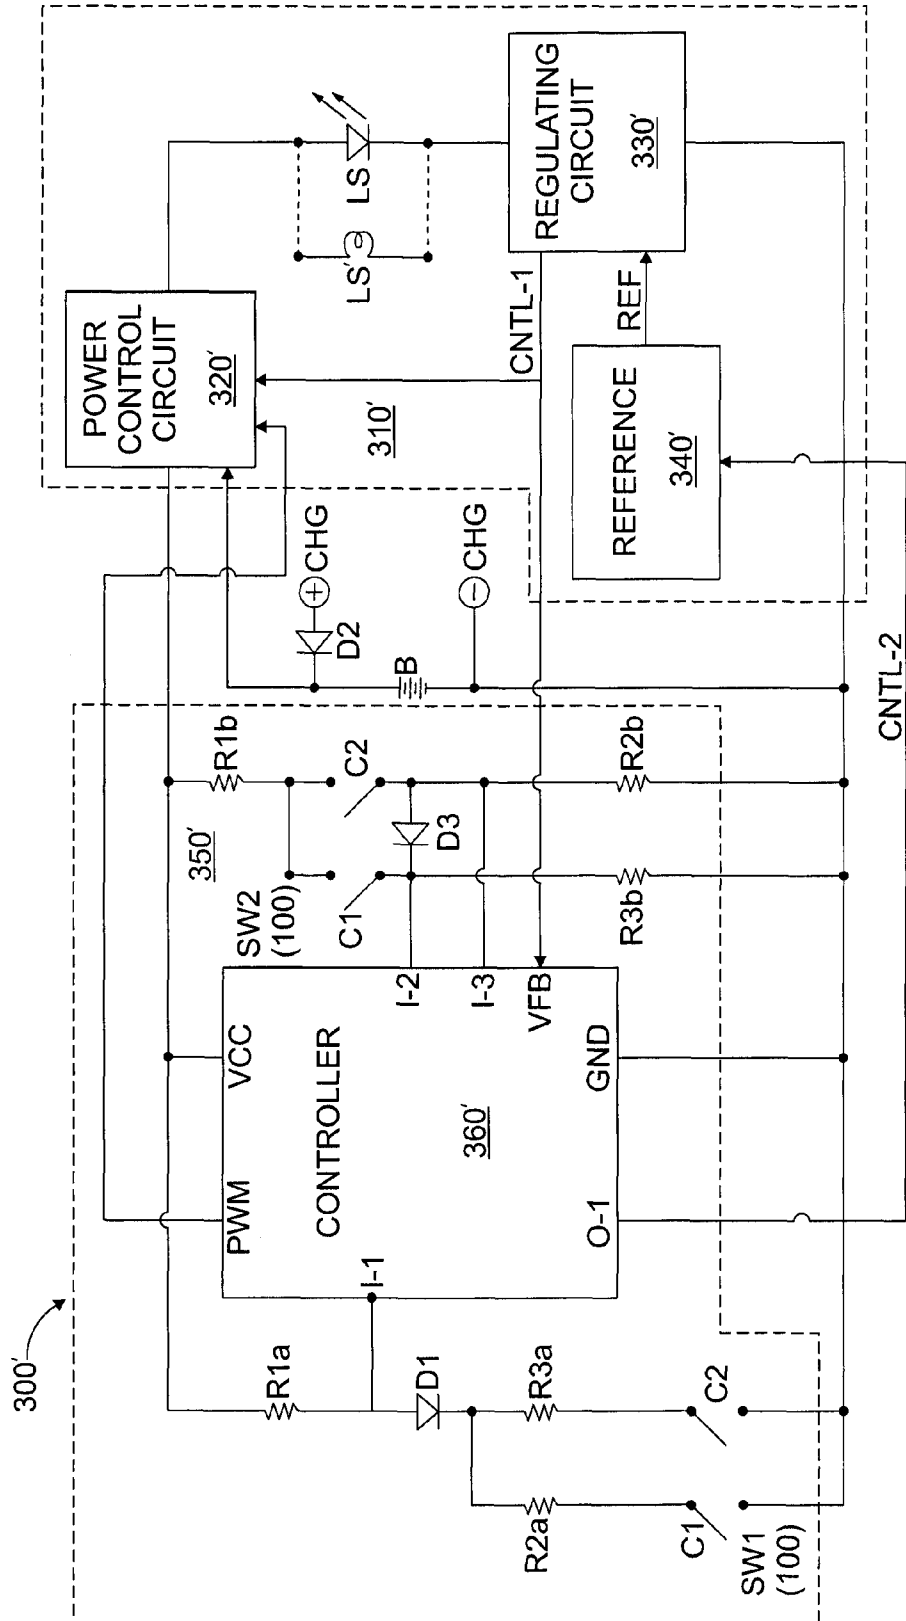 300'
POWER
CONTROL
CIRCUIT
320'
LS'
LS
REGULATING
CIRCUIT
330'
CNTL-1
310'
REF
REFERENCE
340'
CHG
+
D2
−
CHG
B
CNTL-2
R1b
350'
SW2
(100)
C1
C2
D3
R2b
R3b
PWM
VCC
I-2
I-3
VFB
CONTROLLER
360'
I-1
O-1
GND
R1a
D1
R3a
R2a
C2
C1
SW1
(100)